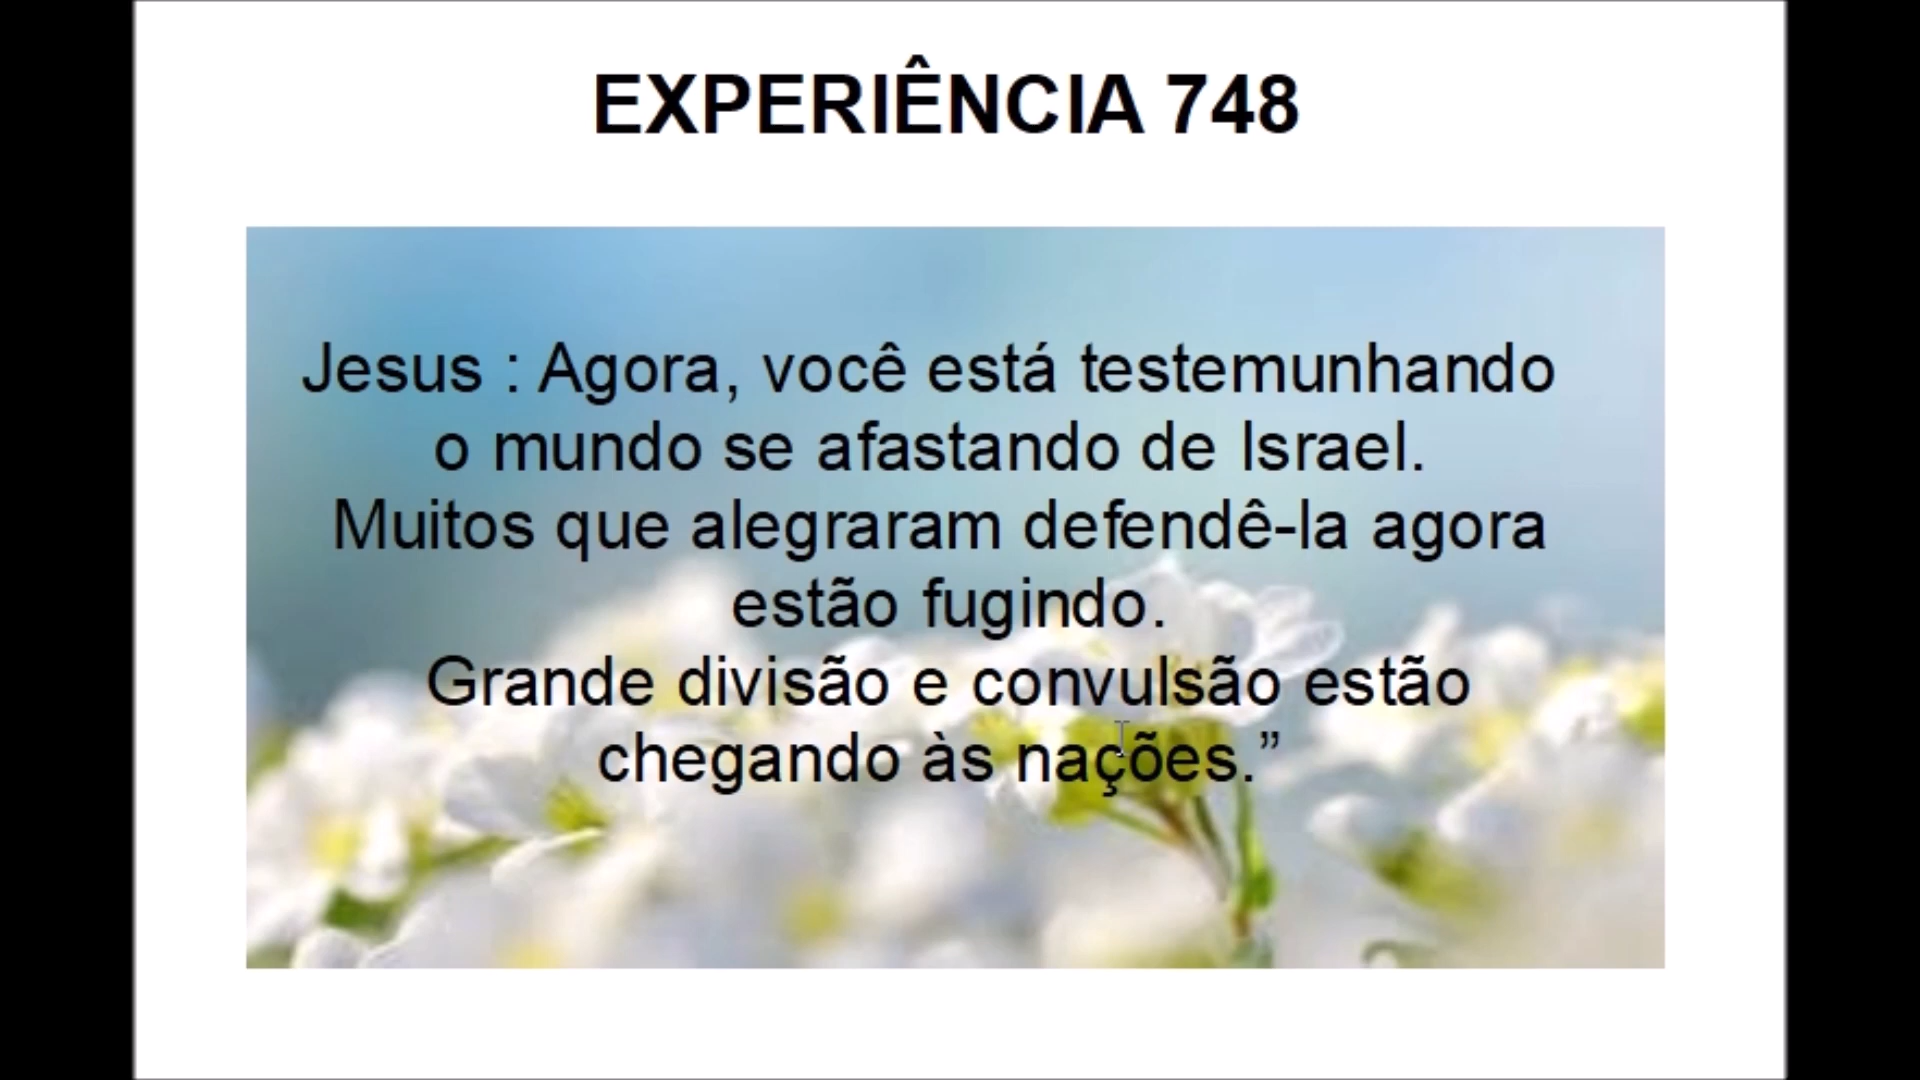 EXPERIÊNCIA 748
Jesus : Agora, você está testemunhando
o mundo se afastando de Israel.
Muitos que alegraram defendê-la agora
estão fugindo.
Grande divisão e convulsão estão
chegando às nações.”